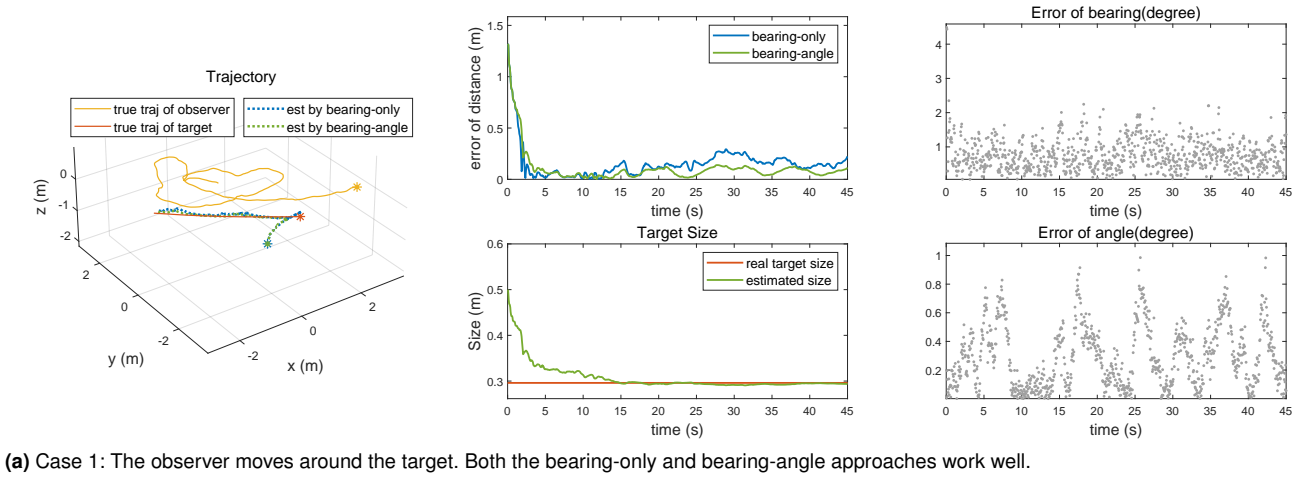 Trajectory
true traj of observer
true traj of target
est by bearing-only
est by bearing-angle
0
-1
-2
z (m)
2
0
-2
y (m)
-2
0
2
x (m)
1.5
1
0.5
0
error of distance (m)
bearing-only
bearing-angle
0 5 10 15 20 25 30 35 40 45
time (s)
Target Size
0.6
0.5
0.4
0.3
Size (m)
real target size
estimated size
0 5 10 15 20 25 30 35 40 45
time (s)
Error of bearing(degree)
4
3
2
1
0 5 10 15 20 25 30 35 40 45
time (s)
Error of angle(degree)
1
0.8
0.6
0.4
0.2
0 5 10 15 20 25 30 35 40 45
time (s)
(a) Case 1: The observer moves around the target. Both the bearing-only and bearing-angle approaches work well.